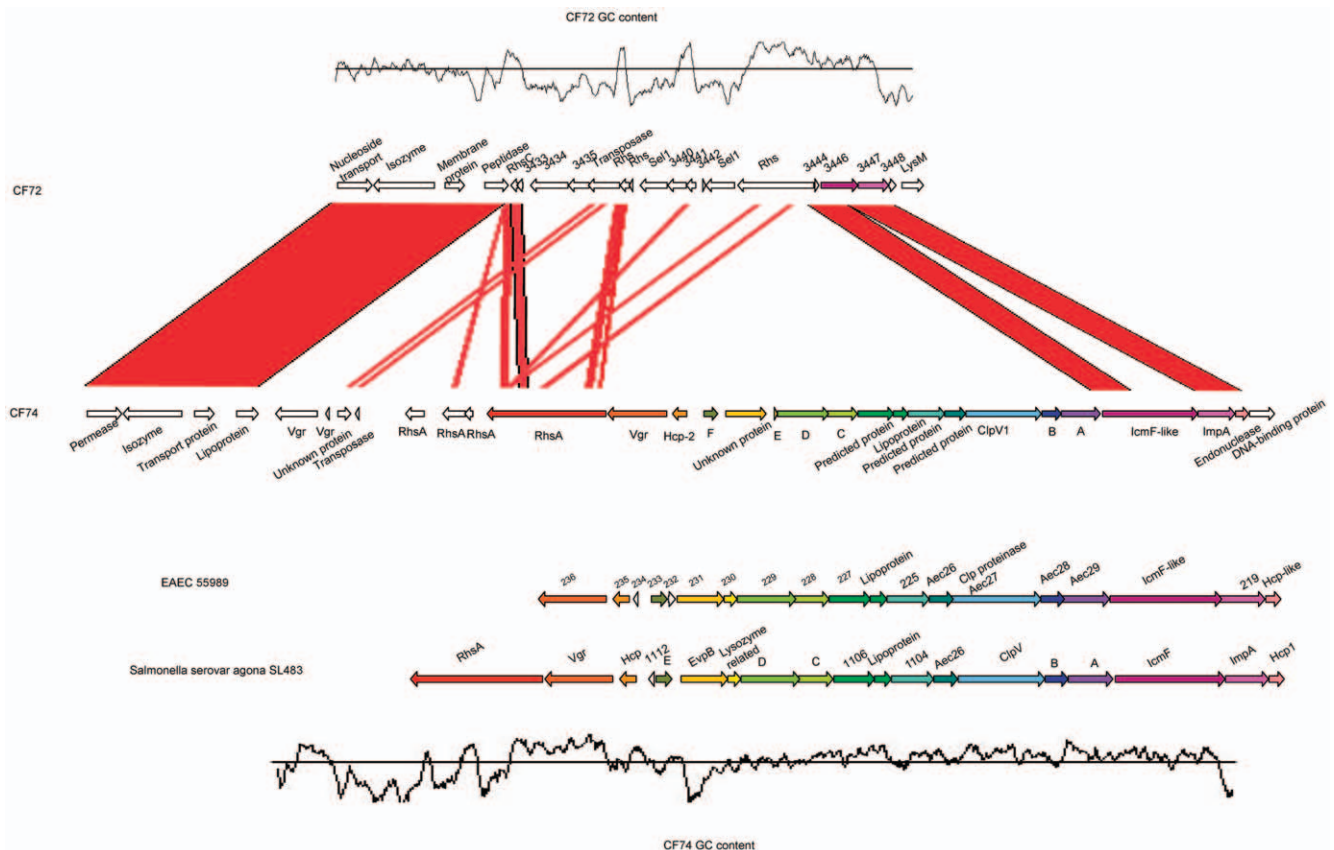 CF72 GC content
Nucleoside
transport
Isozyme
Membrane
protein
Peptidase
RhsC
3433
3434
3435
Transposase
Rhs
Rhs
Sel1
3440
3441
3442
Sel1
Rhs
3444
3446
3447
3448
LysM
CF72
CF74
Permease
Isozyme
Transport protein
Lipoprotein
Vgr
Vgr
Unknown protein
Transposase
RhsA
RhsA
RhsA
RhsA
Vgr
Hcp-2
F
Unknown protein
E
D
C
Predicted protein
Lipoprotein
Predicted protein
Predicted protein
ClpV1
B
A
IcmF-like
ImpA
Endonuclease
DNA-binding protein
EAEC 55989
236
235
234
233
232
231
230
229
228
227
Lipoprotein
225
Aec26
Clp proteinase
Aec27
Aec28
Aec29
IcmF-like
219
Hcp-like
Salmonella serovar agona SL483
RhsA
Vgr
Hcp
1112
E
EvpB
Lysozyme
related
D
C
1106
Lipoprotein
1104
Aec26
ClpV
B
A
IcmF
ImpA
Hcp1
CF74 GC content